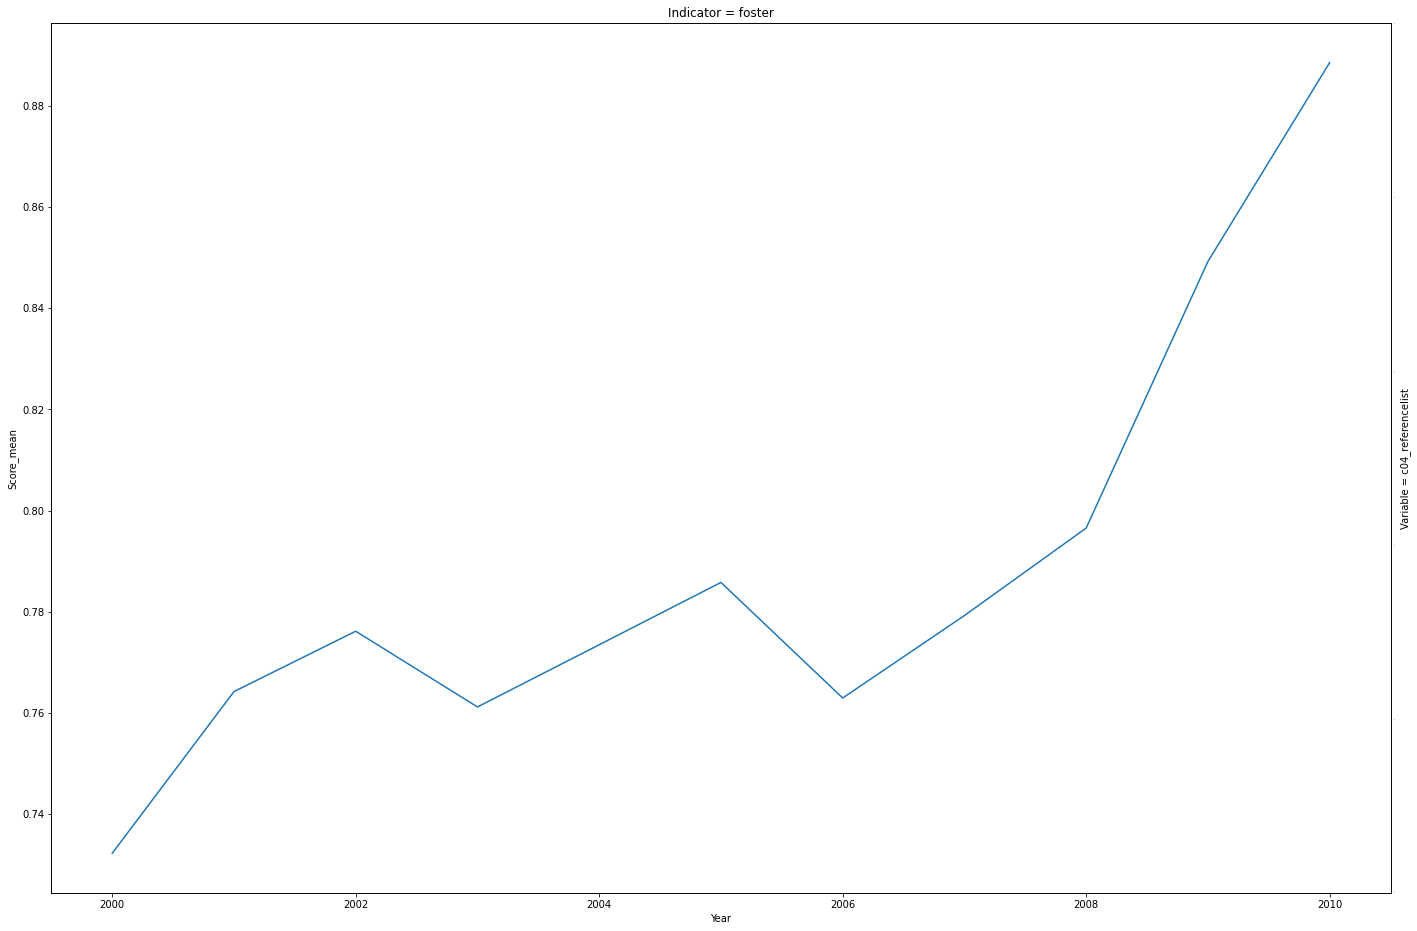 Indicator = foster
0.88
0.86
0.84
0.82
0.80
0.78
0.76
0.74
Score_mean
2000 2002 2004 2006 2008 2010
Year
Variable = c04_referencelist